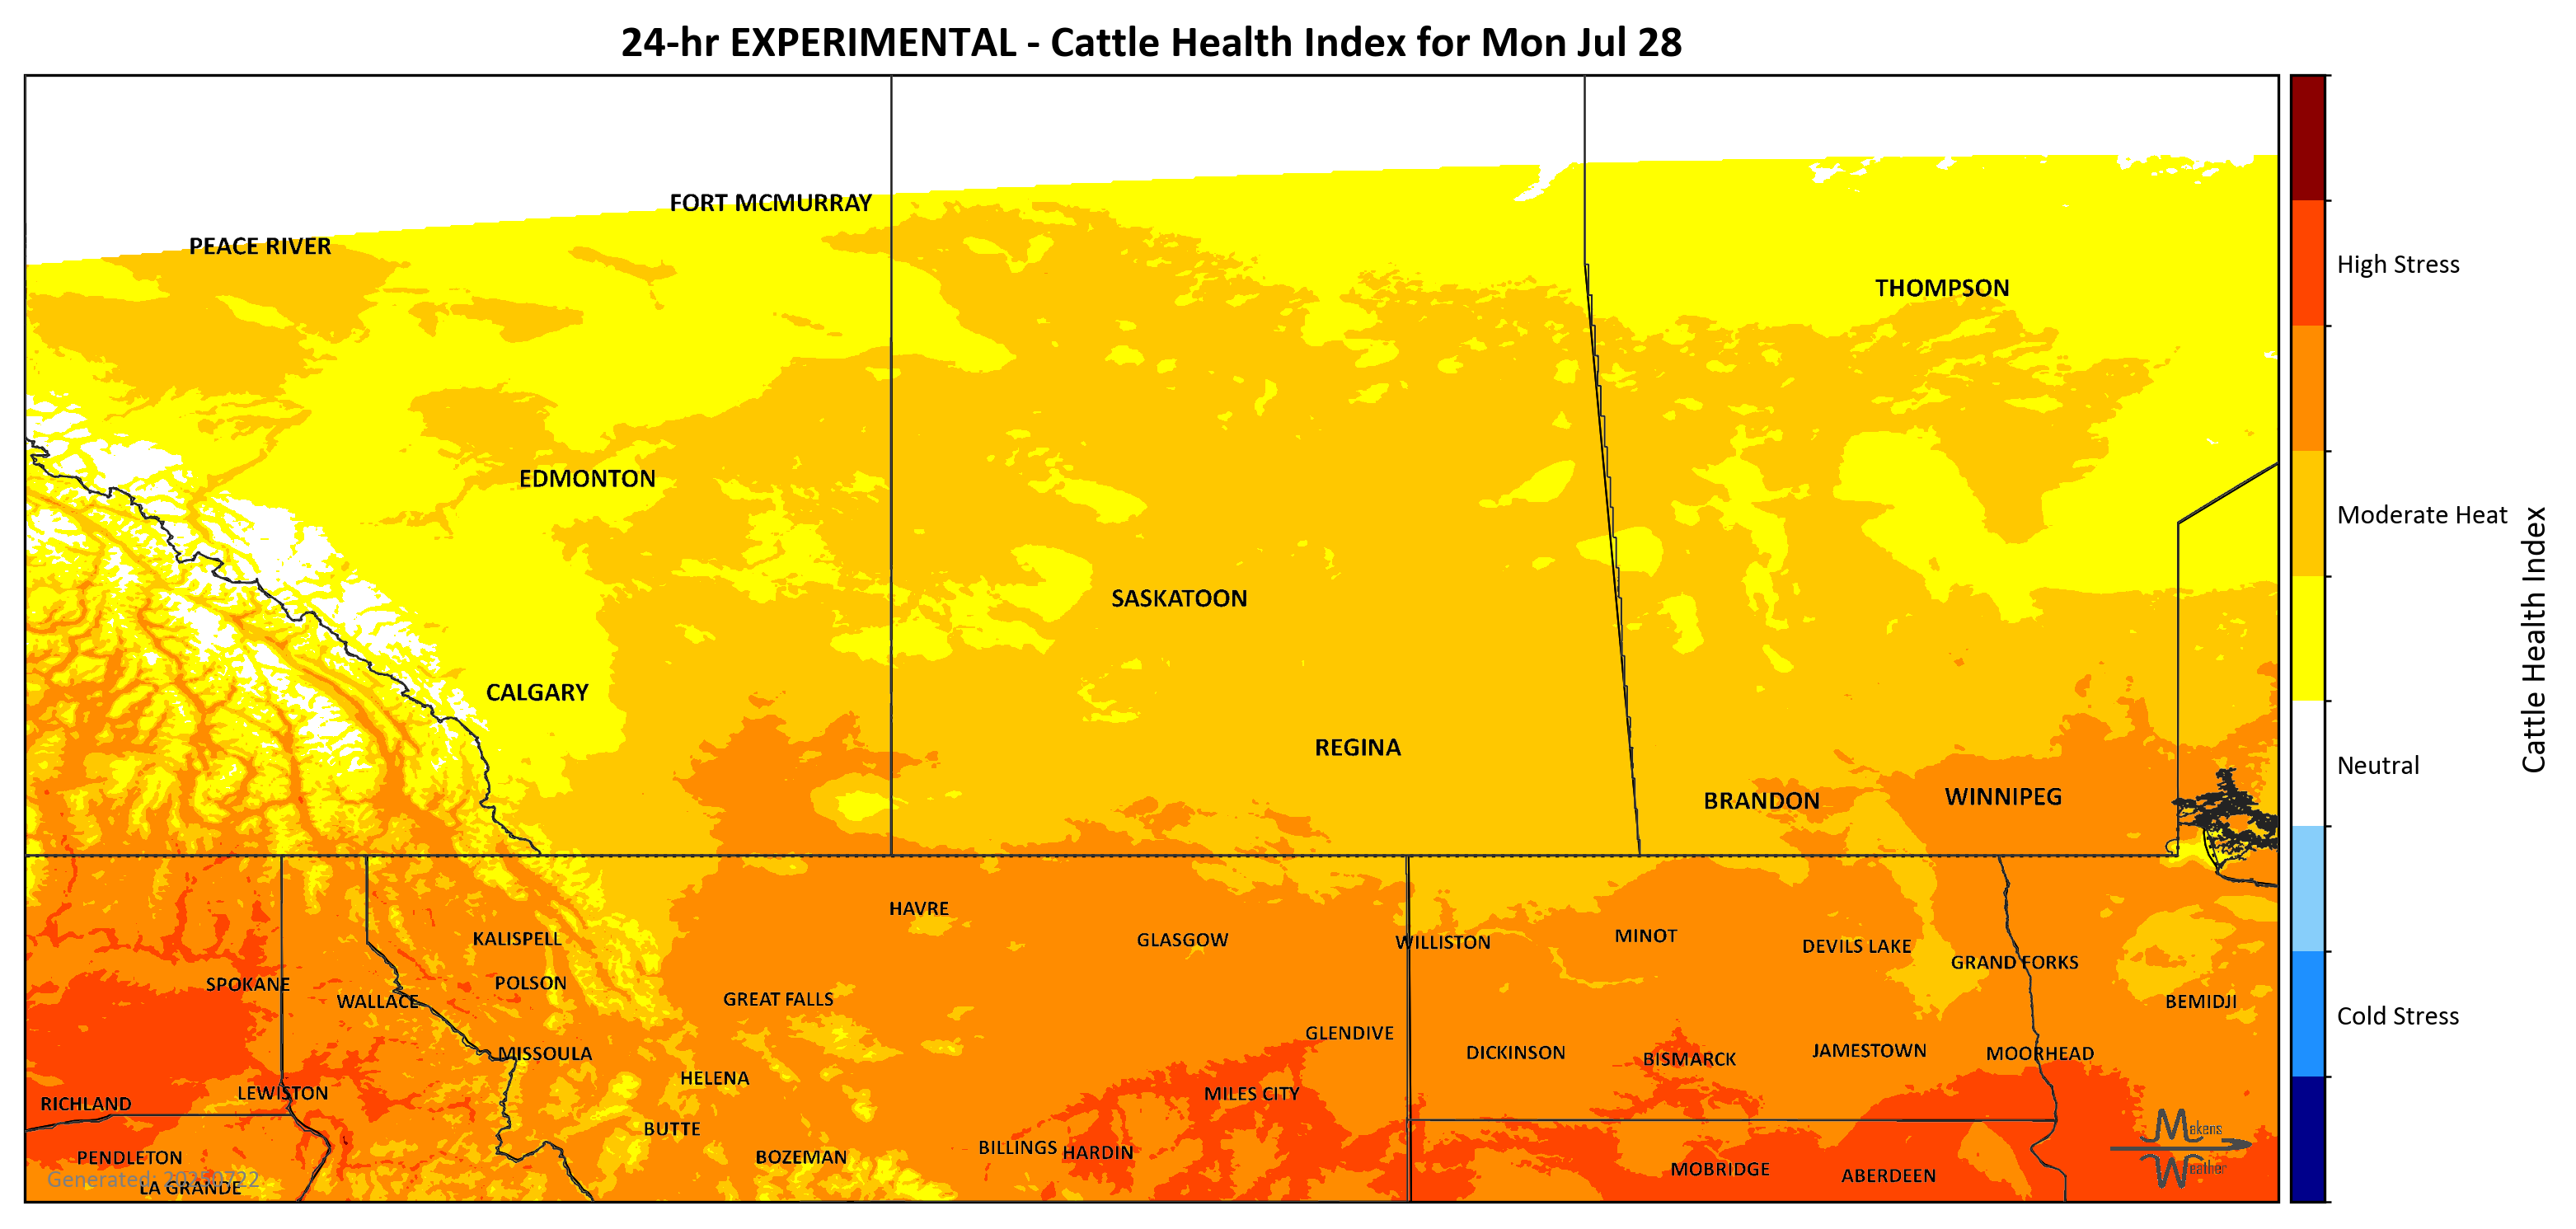 24-hr EXPERIMENTAL - Cattle Health Index for Mon Jul 28
FORT MCMURRAY
PEACE RIVER
High Stress
THOMPSON
EDMONTON
Moderate Heat
SASKATOON
Cattle Health Index
CALGARY
REGINA
Neutral
WINNIPEG
BRANDON
HAVRE
MINOT
KALISPELL
GLASGOW
WILLISTON
DEVILS LAKE
GRAND FORKS
POLSON
SPOKANE
GREAT FALLS
WALLACE
BEMIDJI
Cold Stress
GLENDIVE
JAMESTOWN
DICKINSON
MISSOULA
MOORHEAD
BISMARCK
HELENA
LEWISTON
MILES CITY
RICHLAND
BUTTE
Makens
BILLINGS
HARDIN
PENDLETON
BOZEMAN
Weather
MOBRIDGE
ABERDEEN
Generated: 20250722
LA GRANDE